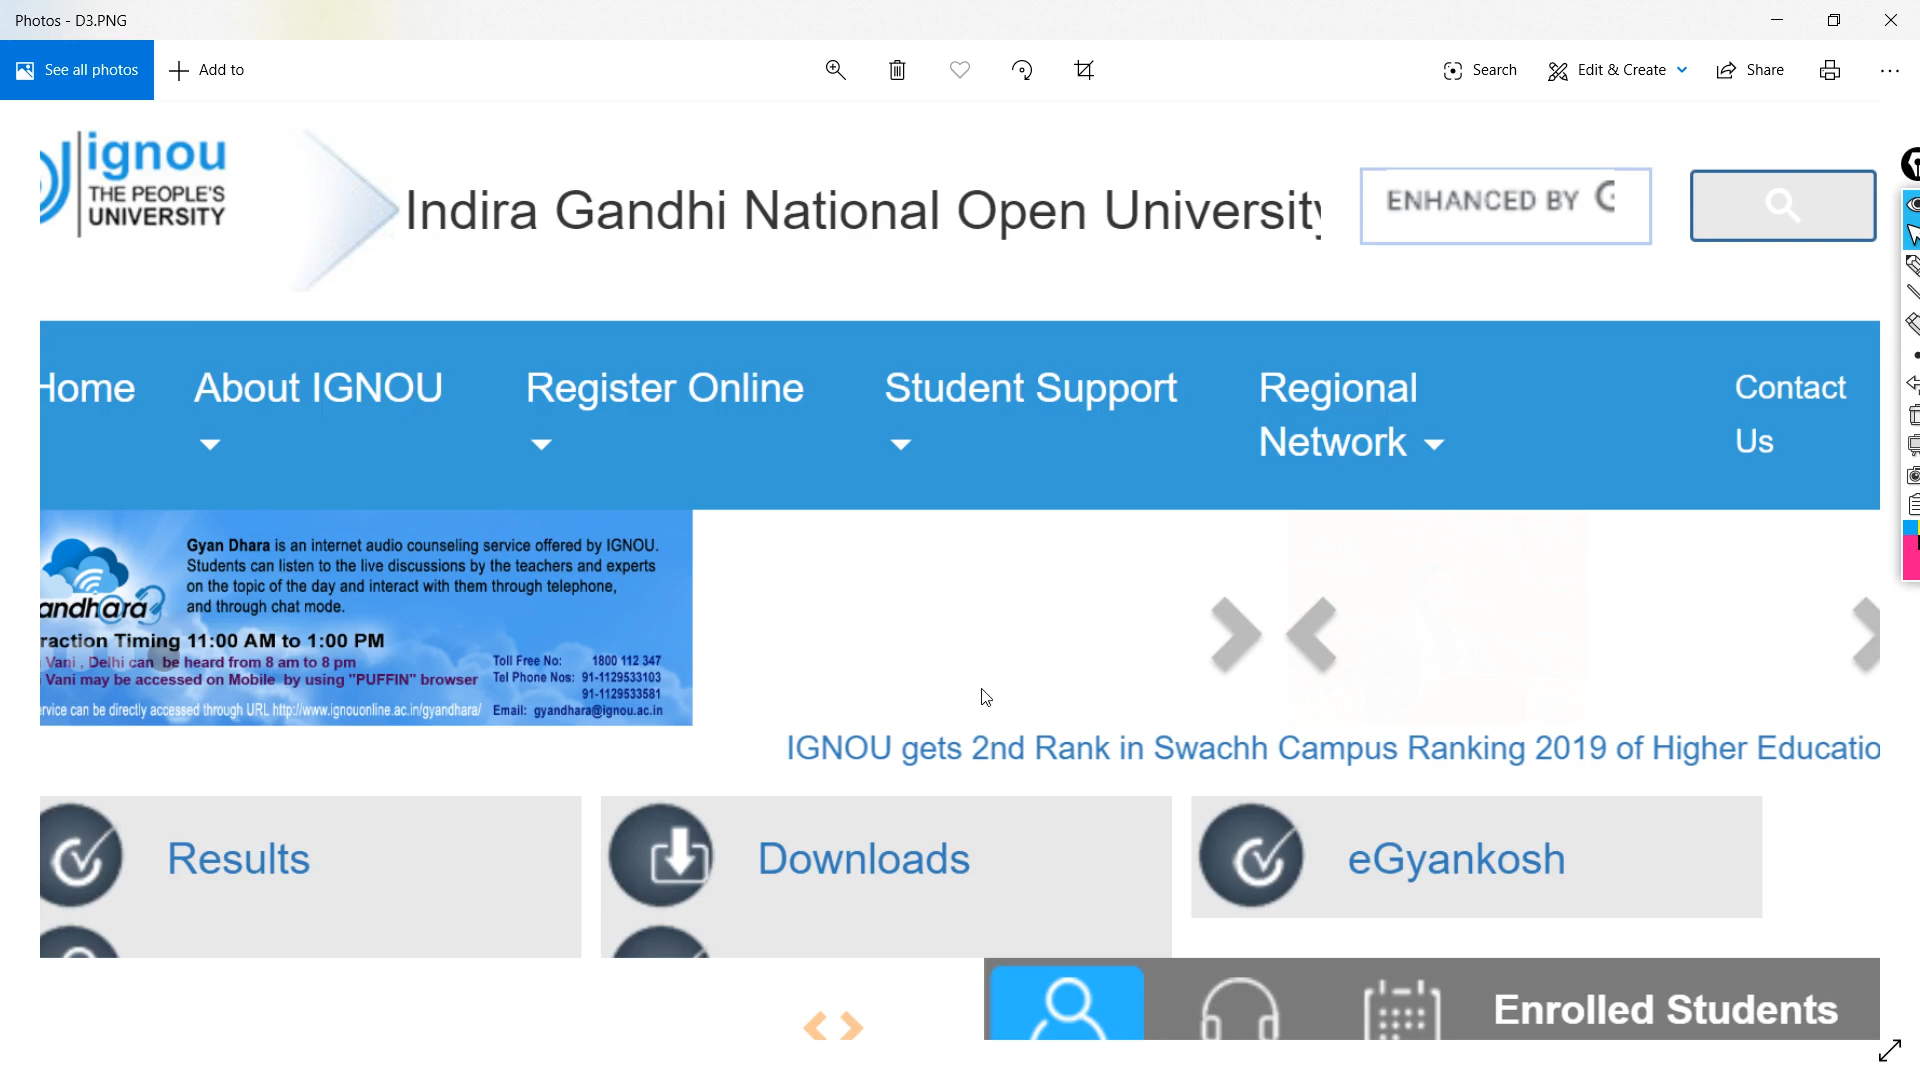 Photos - D3.PNG
See all photos
Add to
Search
Edit & Create
Share
ignou
THE PEOPLE'S
UNIVERSITY
Indira Gandhi National Open University
ENHANCED BY G
Home
About IGNOU
Register Online
Student Support
Regional
Network
Contact
Us
Gyan Dhara is an internet audio counseling service offered by IGNOU.
Students can listen to the live discussions by the teachers and experts
on the topic of the day and interact with them through telephone,
and through chat mode.
andhara
raction Timing 11:00 AM to 1:00 PM
Vani , Delhi can be heard from 8 am to 8 pm
Vani may be accessed on Mobile by using "PUFFIN" browser
rvice can be directly accessed through URL http://www.ignouonline.ac.in/gyandhara/
Toll Free No: 1800 112 347
Tel Phone Nos: 91-1129533103
91-1129533581
Email: gyandhara@ignou.ac.in
IGNOU gets 2nd Rank in Swachh Campus Ranking 2019 of Higher Educatio
Results
Downloads
eGyankosh
Enrolled Students